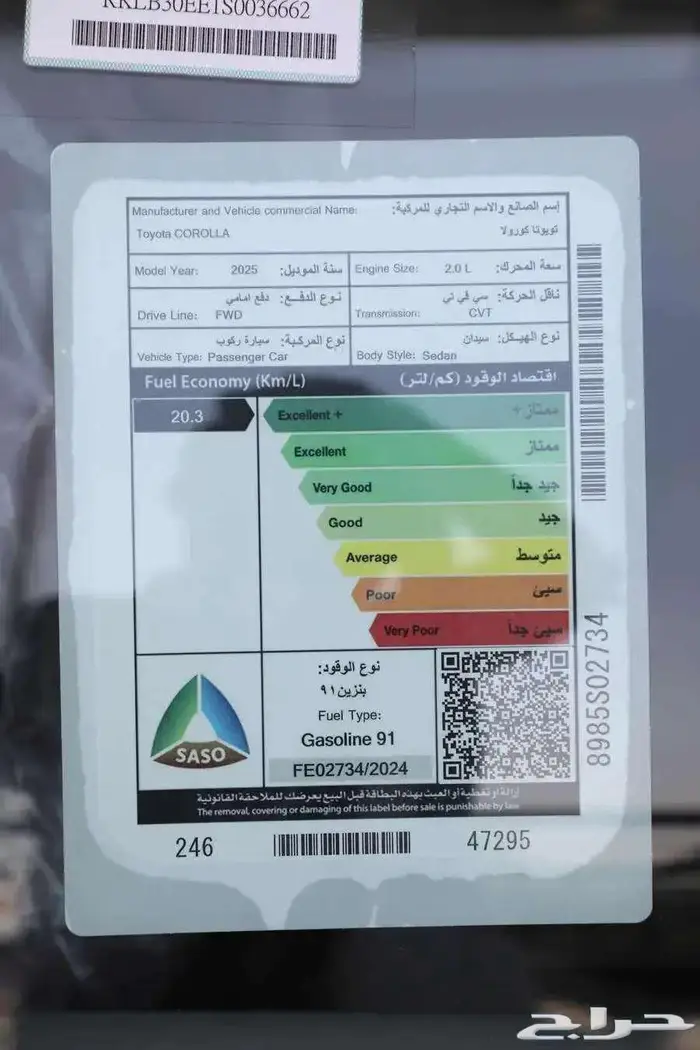 RKLB30EE1S0036662
Manufacturer and Vehicle commercial Name: إسم الصانع والاسم التجاري للمركبة:
Toyota COROLLA تويوتا كورولا
Model Year: 2025 سنة الموديل: Engine Size: 2.0 L سعة المحرك:
نوع الدفع: دفع امامي ناقل الحركة: سي في تي
Drive Line: FWD Transmission: CVT
نوع المركبة: سيارة ركوب نوع الهيكل: سيدان
Vehicle Type: Passenger Car Body Style: Sedan
Fuel Economy (Km/L) اقتصاد الوقود (كم/لتر)
20.3 Excellent + ممتاز +
Excellent ممتاز
Very Good جيد جداً
Good جيد
Average متوسط
Poor سيئ
Very Poor سيئ جداً
نوع الوقود:
بنزين ٩١
Fuel Type:
Gasoline 91
SASO
FE02734/2024
إزالة او تغطية أو العبث بهذه البطاقة قبل البيع يعرضك للملاحقة القانونية
The removal, covering or damaging of this label before sale is punishable by law
246 47295
8985S02734
حراج